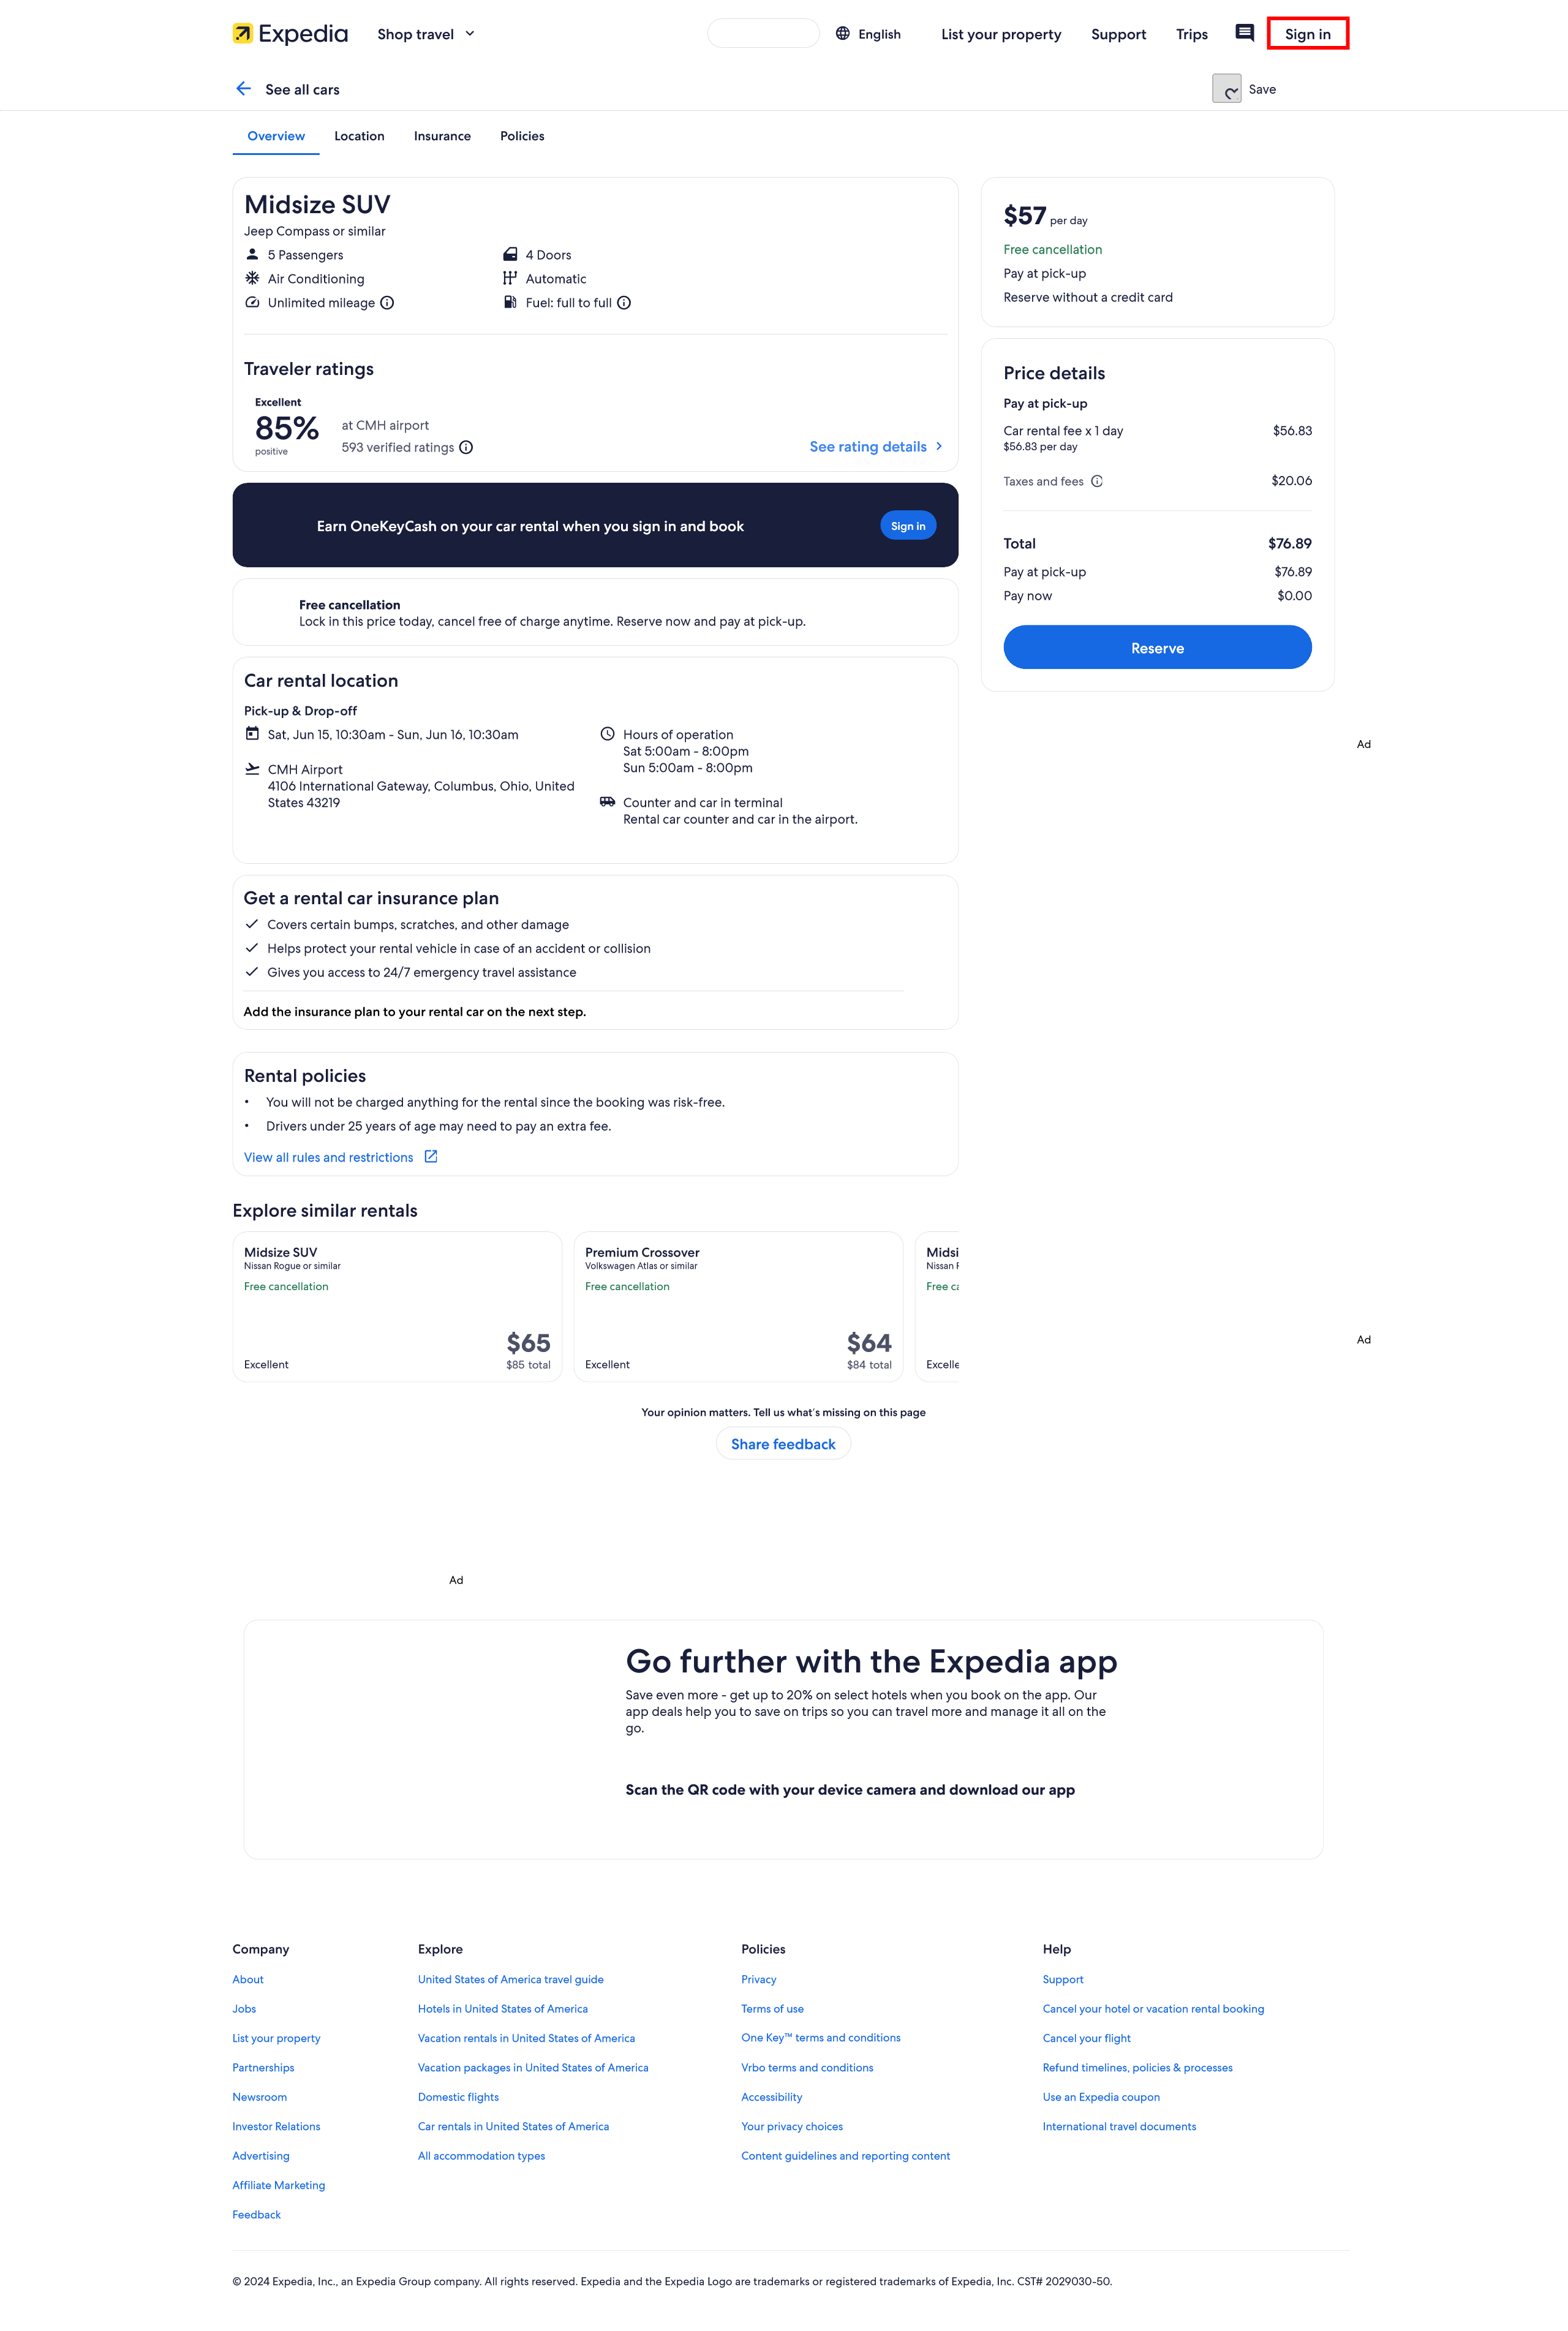 Expedia
Shop travel
English
List your property
Support
Trips
Sign in
See all cars
Save
Overview
Location
Insurance
Policies
Midsize SUV
Jeep Compass or similar
5 Passengers
4 Doors
Air Conditioning
Automatic
Unlimited mileage
Fuel: full to full
Traveler ratings
Excellent
85%
positive
at CMH airport
593 verified ratings
See rating details
$57 per day
Free cancellation
Pay at pick-up
Reserve without a credit card
Price details
Pay at pick-up
Car rental fee x 1 day $56.83
$56.83 per day
Taxes and fees $20.06
Total $76.89
Pay at pick-up $76.89
Pay now $0.00
Reserve
Earn OneKeyCash on your car rental when you sign in and book
Sign in
Free cancellation
Lock in this price today, cancel free of charge anytime. Reserve now and pay at pick-up.
Car rental location
Pick-up & Drop-off
Sat, Jun 15, 10:30am - Sun, Jun 16, 10:30am
CMH Airport
4106 International Gateway, Columbus, Ohio, United
States 43219
Hours of operation
Sat 5:00am - 8:00pm
Sun 5:00am - 8:00pm
Counter and car in terminal
Rental car counter and car in the airport.
Ad
Get a rental car insurance plan
Covers certain bumps, scratches, and other damage
Helps protect your rental vehicle in case of an accident or collision
Gives you access to 24/7 emergency travel assistance
Add the insurance plan to your rental car on the next step.
Rental policies
• You will not be charged anything for the rental since the booking was risk-free.
• Drivers under 25 years of age may need to pay an extra fee.
View all rules and restrictions
Explore similar rentals
Midsize SUV
Nissan Rogue or similar
Free cancellation
$65
Excellent
$85 total
Premium Crossover
Volkswagen Atlas or similar
Free cancellation
$64
Excellent
$84 total
Midsi
Nissan
Free ca
Excelle
Ad
Your opinion matters. Tell us what's missing on this page
Share feedback
Ad
Go further with the Expedia app
Save even more - get up to 20% on select hotels when you book on the app. Our
app deals help you to save on trips so you can travel more and manage it all on the
go.
Scan the QR code with your device camera and download our app
Company
About
Jobs
List your property
Partnerships
Newsroom
Investor Relations
Advertising
Affiliate Marketing
Feedback
Explore
United States of America travel guide
Hotels in United States of America
Vacation rentals in United States of America
Vacation packages in United States of America
Domestic flights
Car rentals in United States of America
All accommodation types
Policies
Privacy
Terms of use
One Key™ terms and conditions
Vrbo terms and conditions
Accessibility
Your privacy choices
Content guidelines and reporting content
Help
Support
Cancel your hotel or vacation rental booking
Cancel your flight
Refund timelines, policies & processes
Use an Expedia coupon
International travel documents
© 2024 Expedia, Inc., an Expedia Group company. All rights reserved. Expedia and the Expedia Logo are trademarks or registered trademarks of Expedia, Inc. CST# 2029030-50.